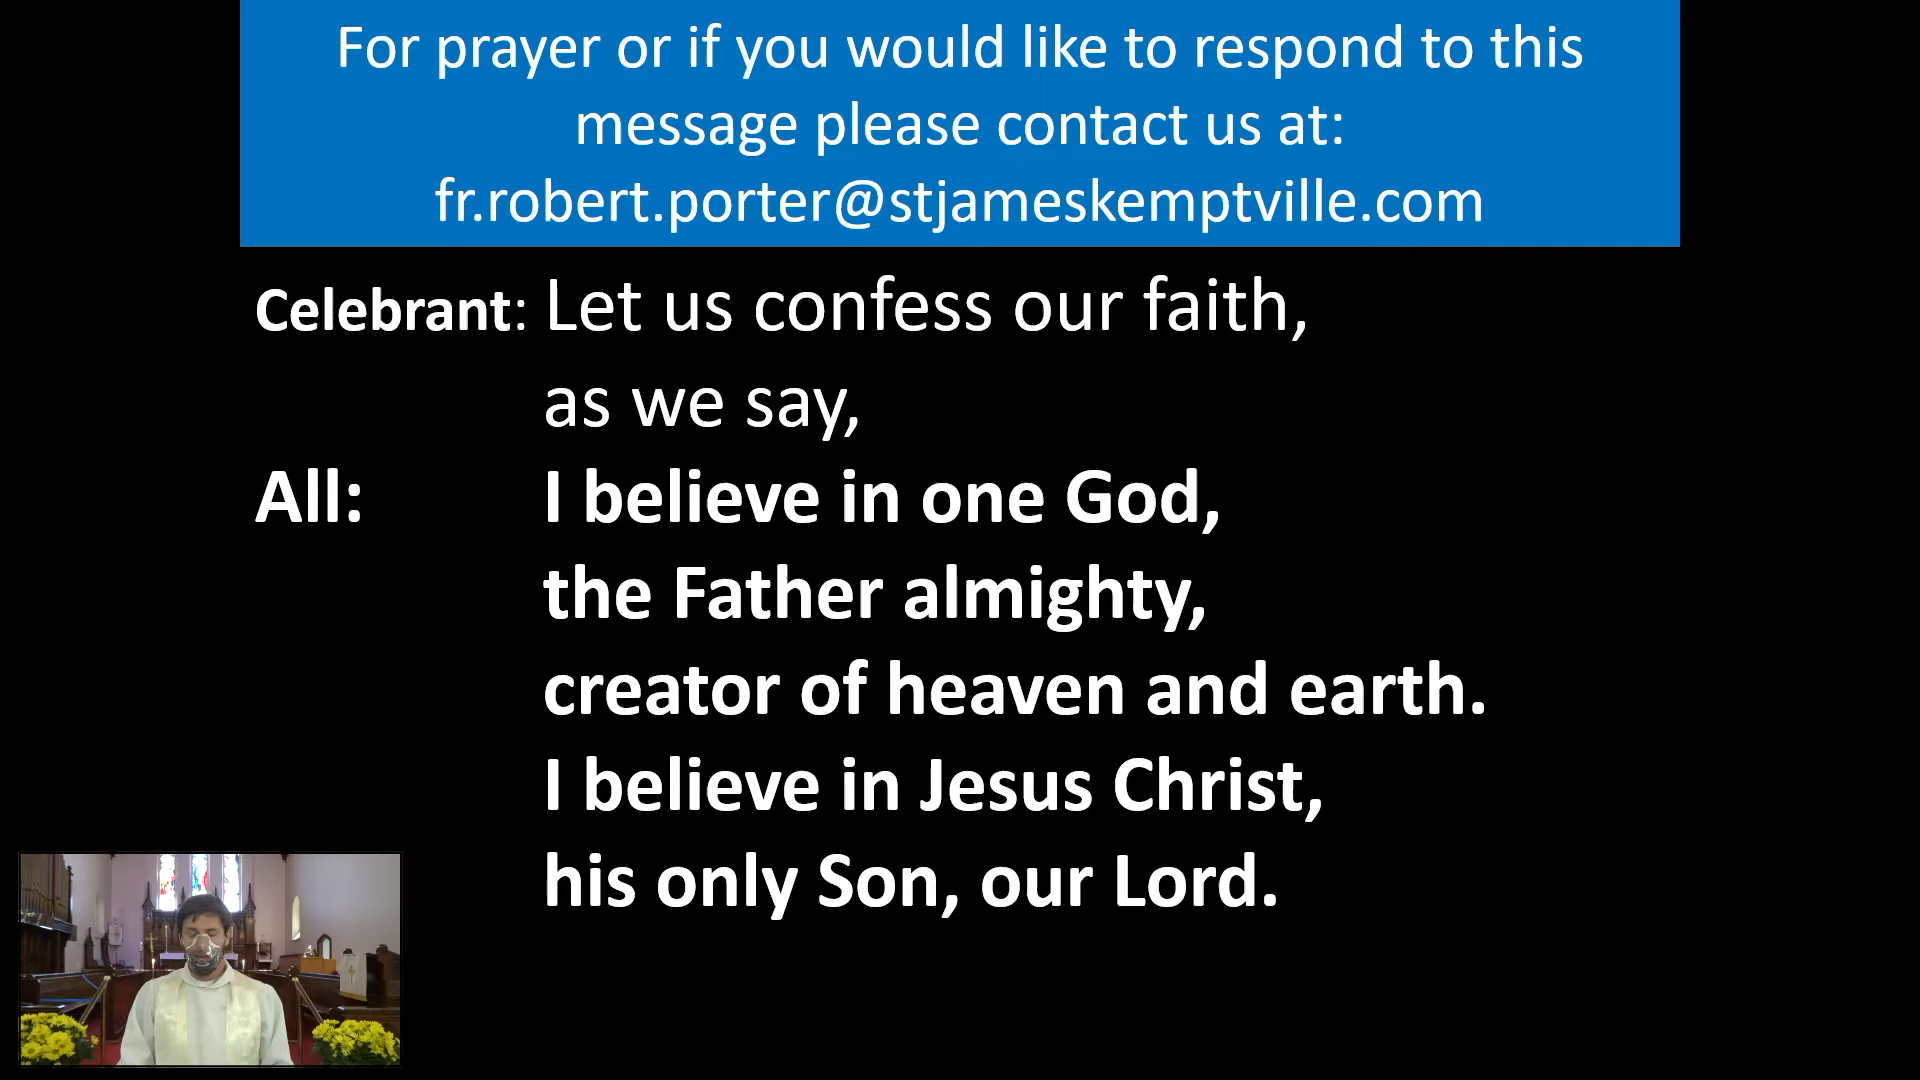 For prayer or if you would like to respond to this
message please contact us at:
fr.robert.porter@stjameskemptville.com
Celebrant: Let us confess our faith,
as we say,
All: I believe in one God,
the Father almighty,
creator of heaven and earth.
I believe in Jesus Christ,
his only Son, our Lord.